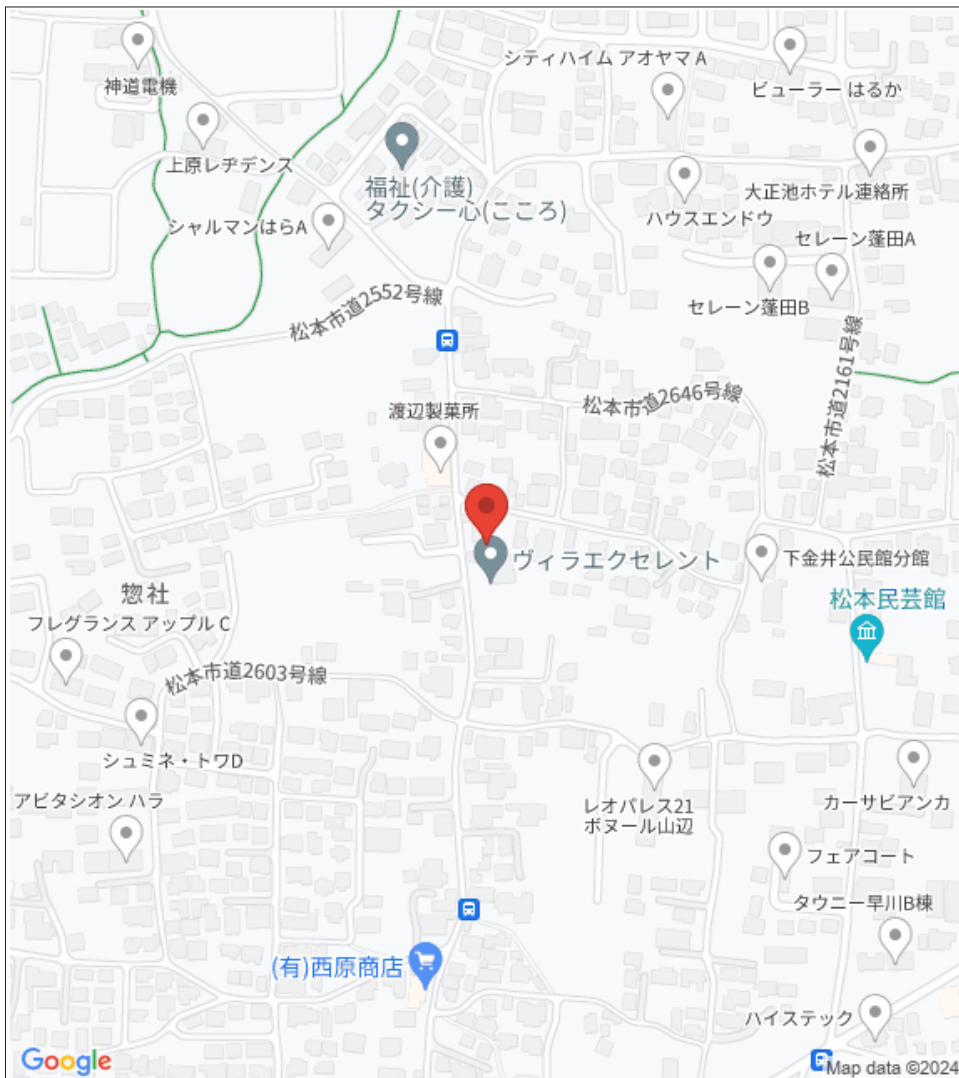 シティハイム アオヤマ A
ビューラー はるか
神道電機
上原レヂデンス
福祉(介護)
タクシー心(こころ)
大正池ホテル連絡所
ハウスエンドウ
シャルマンはらA
セレーン蓬田A
セレーン蓬田B
松本市道2552号線
松本市道2161号線
松本市道2646号線
渡辺製菓所
ヴィラエクセレント
下金井公民館分館
惣社
松本民芸館
フレグランス アップル C
松本市道2603号線
シュミネ・トワD
アビタシオン ハラ
レオパレス21
ボヌール山辺
カーサビアンカ
フェアコート
タウニー早川B棟
(有)西原商店
ハイステック
Google
Map data ©2024